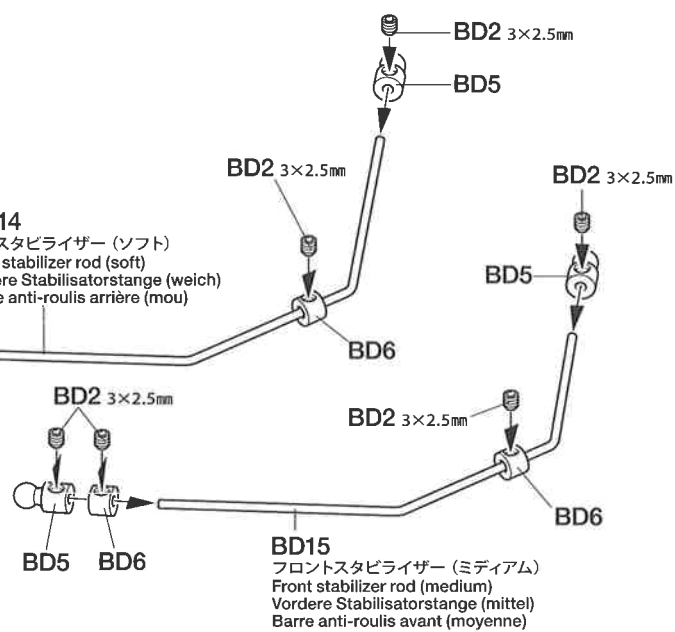 BD2 3×2.5㎜
BD5
BD2 3×2.5㎜
BD2 3×2.5㎜
14
スタビライザー（ソフト）
stabilizer rod (soft)
Stabilisatorstange (weich)
anti-roulis arrière (mou)
BD5
BD6
BD2 3×2.5㎜
BD2 3×2.5㎜
BD6
BD5 BD6
BD15
フロントスタビライザー（ミディアム）
Front stabilizer rod (medium)
Vordere Stabilisatorstange (mittel)
Barre anti-roulis avant (moyenne)